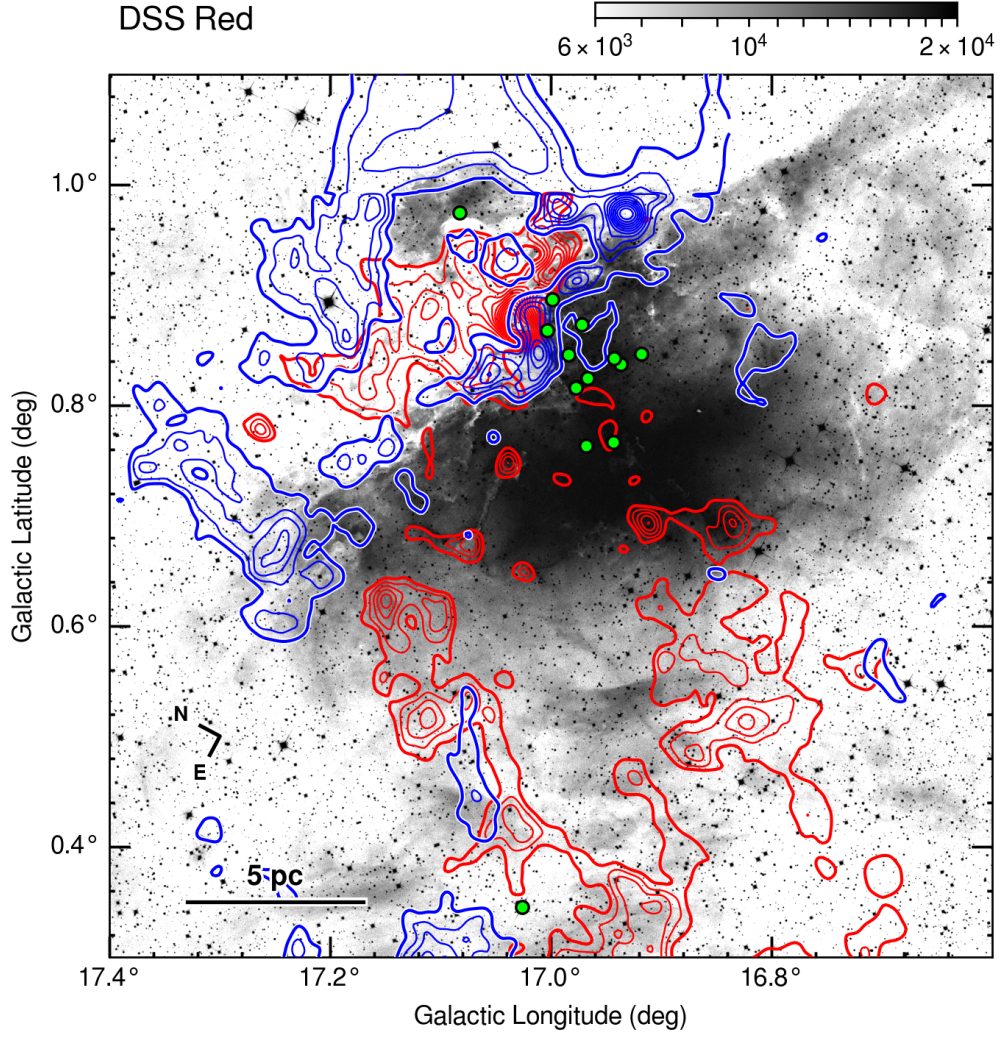 DSS Red
6 × 10³ 10⁴ 2 × 10⁴
1.0°
0.8°
0.6°
0.4°
Galactic Latitude (deg)
N
E
5 pc
17.4° 17.2° 17.0° 16.8°
Galactic Longitude (deg)